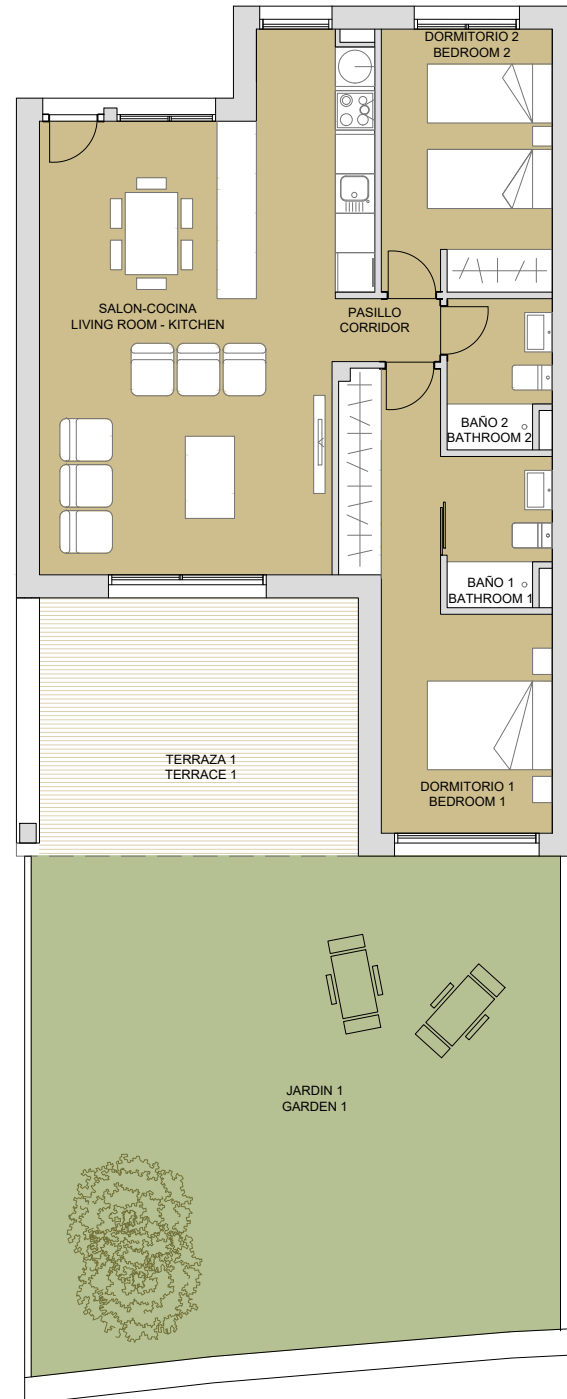 DORMITORIO 2
BEDROOM 2
SALON-COCINA
LIVING ROOM - KITCHEN
PASILLO
CORRIDOR
BAÑO 2
BATHROOM 2
BAÑO 1
BATHROOM 1
TERRAZA 1
TERRACE 1
DORMITORIO 1
BEDROOM 1
JARDIN 1
GARDEN 1